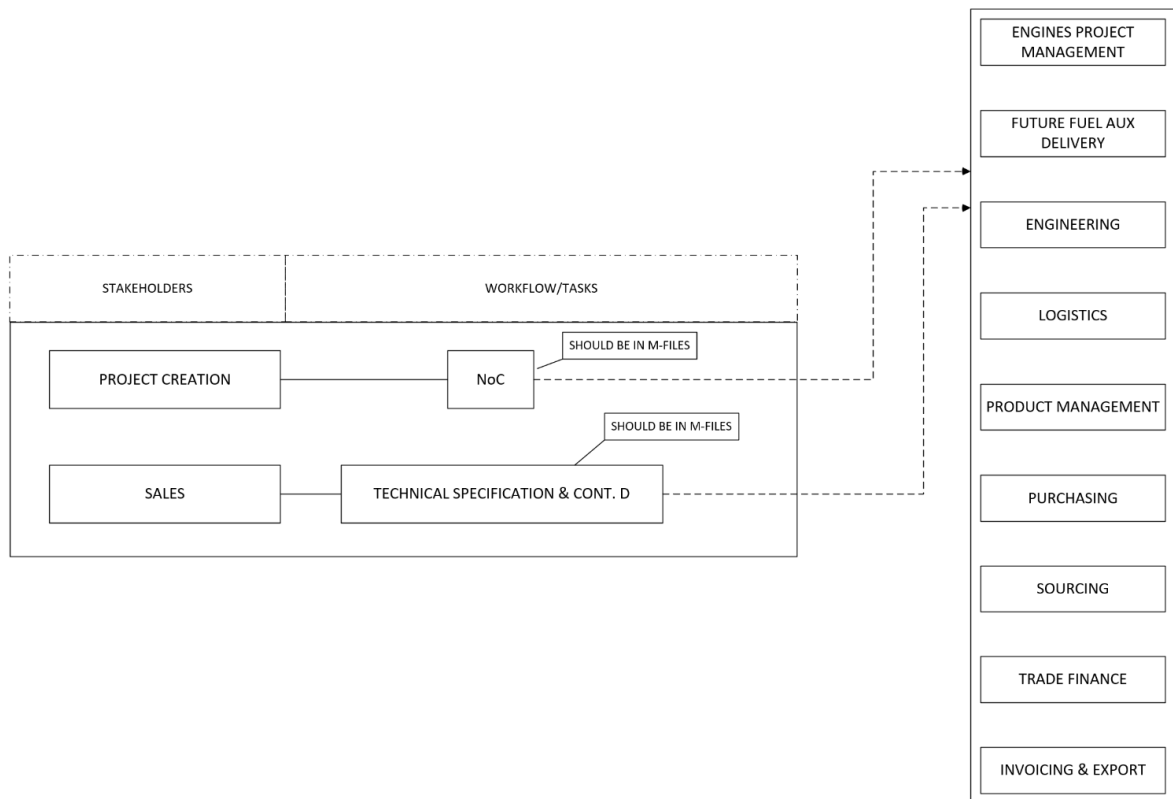 STAKEHOLDERS
WORKFLOW/TASKS
PROJECT CREATION
NoC
SHOULD BE IN M-FILES
SALES
TECHNICAL SPECIFICATION & CONT. D
SHOULD BE IN M-FILES
ENGINES PROJECT
MANAGEMENT
FUTURE FUEL AUX
DELIVERY
ENGINEERING
LOGISTICS
PRODUCT MANAGEMENT
PURCHASING
SOURCING
TRADE FINANCE
INVOICING & EXPORT